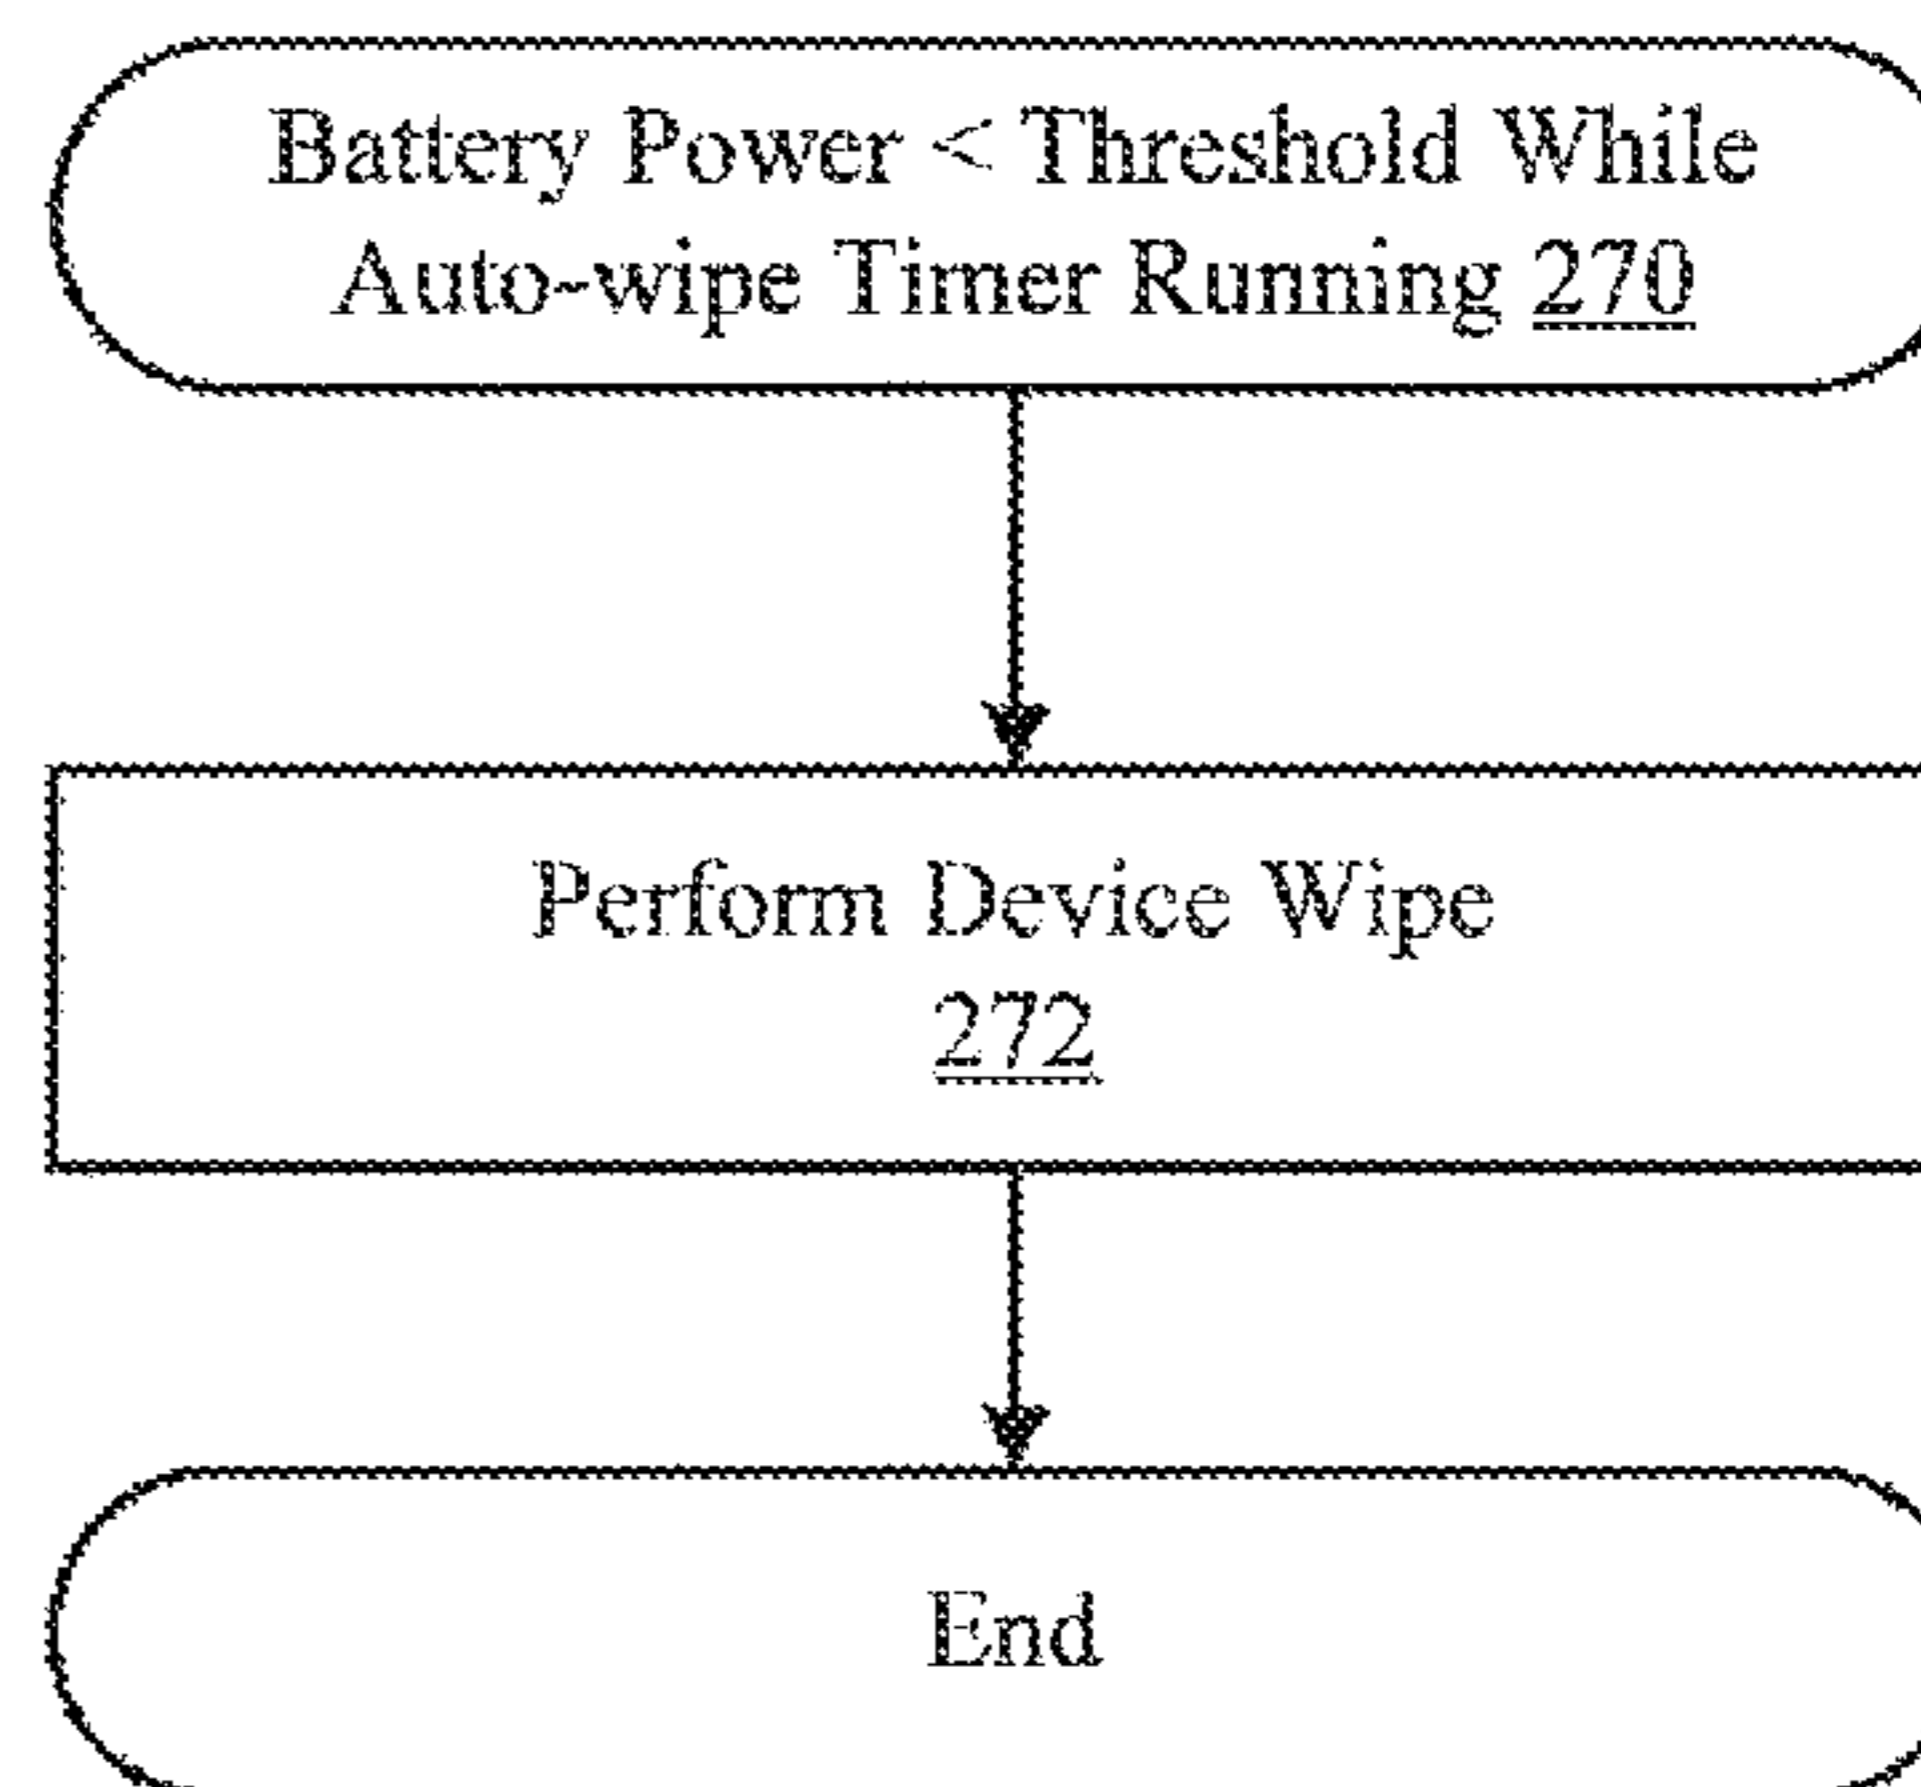 Battery Power < Threshold While
Auto-wipe Timer Running 270
Perform Device Wipe
272
End